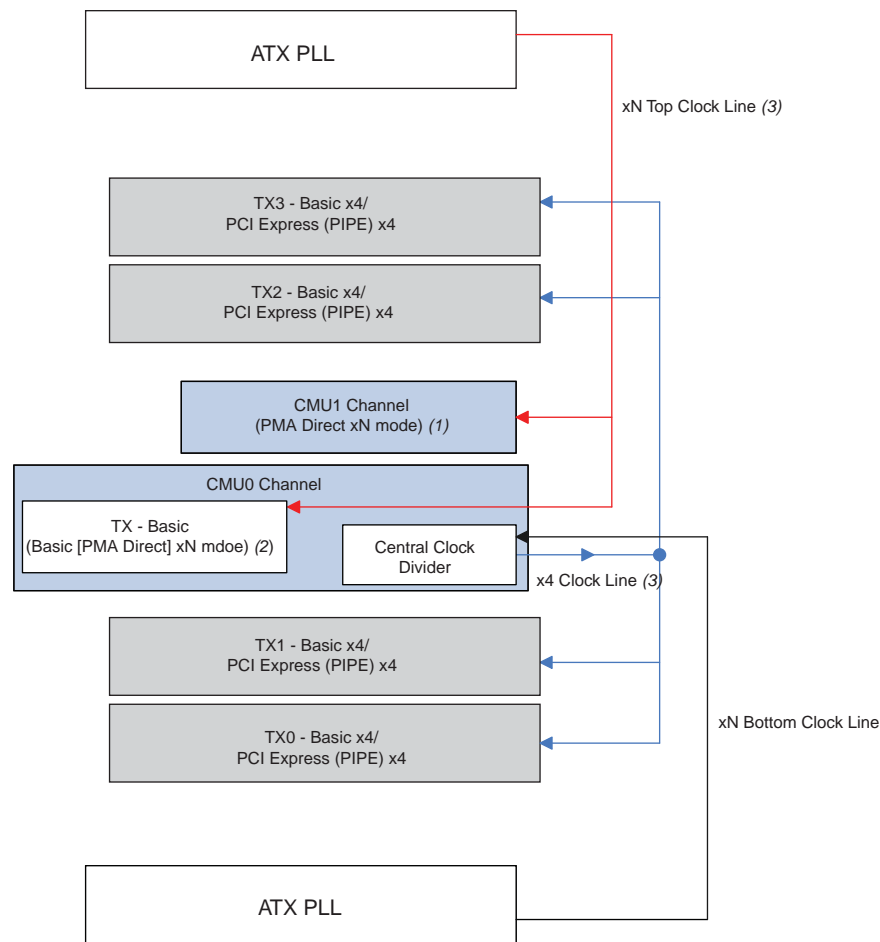 ATX PLL
xN Top Clock Line (3)
TX3 - Basic x4/
PCI Express (PIPE) x4
TX2 - Basic x4/
PCI Express (PIPE) x4
CMU1 Channel
(PMA Direct xN mode) (1)
CMU0 Channel
TX - Basic
(Basic [PMA Direct] xN mdoe) (2)
Central Clock
Divider
x4 Clock Line (3)
TX1 - Basic x4/
PCI Express (PIPE) x4
xN Bottom Clock Line
TX0 - Basic x4/
PCI Express (PIPE) x4
ATX PLL